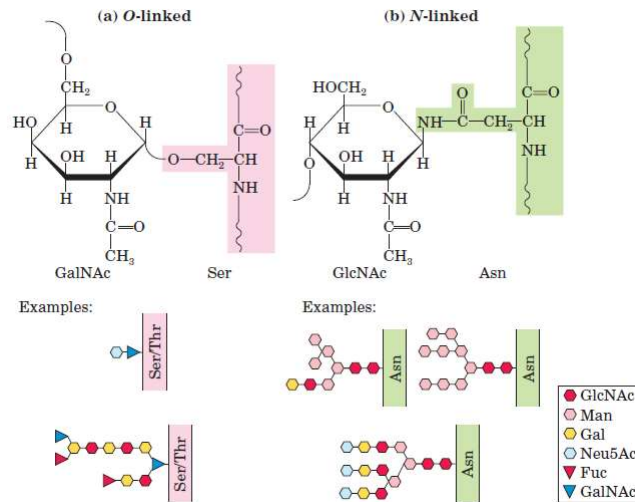 (a) O-linked
O
CH₂
O
HO
H
H
H
OH
H
H
NH
C=O
CH₃
O—CH₂—CH
C=O
NH
GalNAc
Ser
Examples:
Ser/Thr
Ser/Thr
(b) N-linked
HOCH₂
O
H
H
H
O
OH
H
H
NH
C=O
CH₃
O
NH—C—CH₂—CH
C=O
NH
GlcNAc
Asn
Examples:
Asn
Asn
Asn
GlcNAc
Man
Gal
Neu5Ac
Fuc
GalNAc